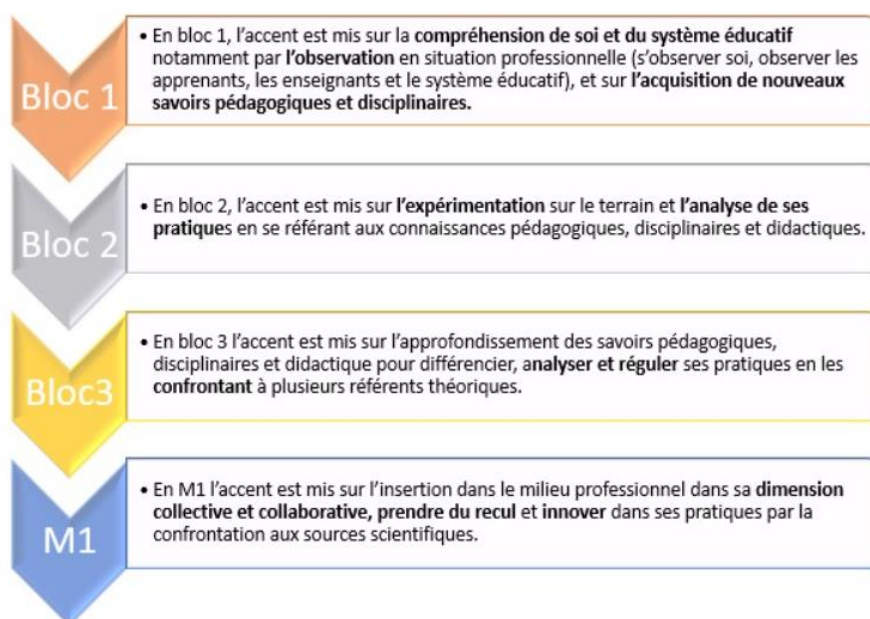 Bloc 1
• En bloc 1, l'accent est mis sur la compréhension de soi et du système éducatif
notamment par l'observation en situation professionnelle (s'observer soi, observer les
apprenants, les enseignants et le système éducatif), et sur l'acquisition de nouveaux
savoirs pédagogiques et disciplinaires.
Bloc 2
• En bloc 2, l'accent est mis sur l'expérimentation sur le terrain et l'analyse de ses
pratiques en se référant aux connaissances pédagogiques, disciplinaires et didactiques.
Bloc3
• En bloc 3 l'accent est mis sur l'approfondissement des savoirs pédagogiques,
disciplinaires et didactique pour différencier, analyser et réguler ses pratiques en les
confrontant à plusieurs référents théoriques.
M1
• En M1 l'accent est mis sur l'insertion dans le milieu professionnel dans sa dimension
collective et collaborative, prendre du recul et innover dans ses pratiques par la
confrontation aux sources scientifiques.